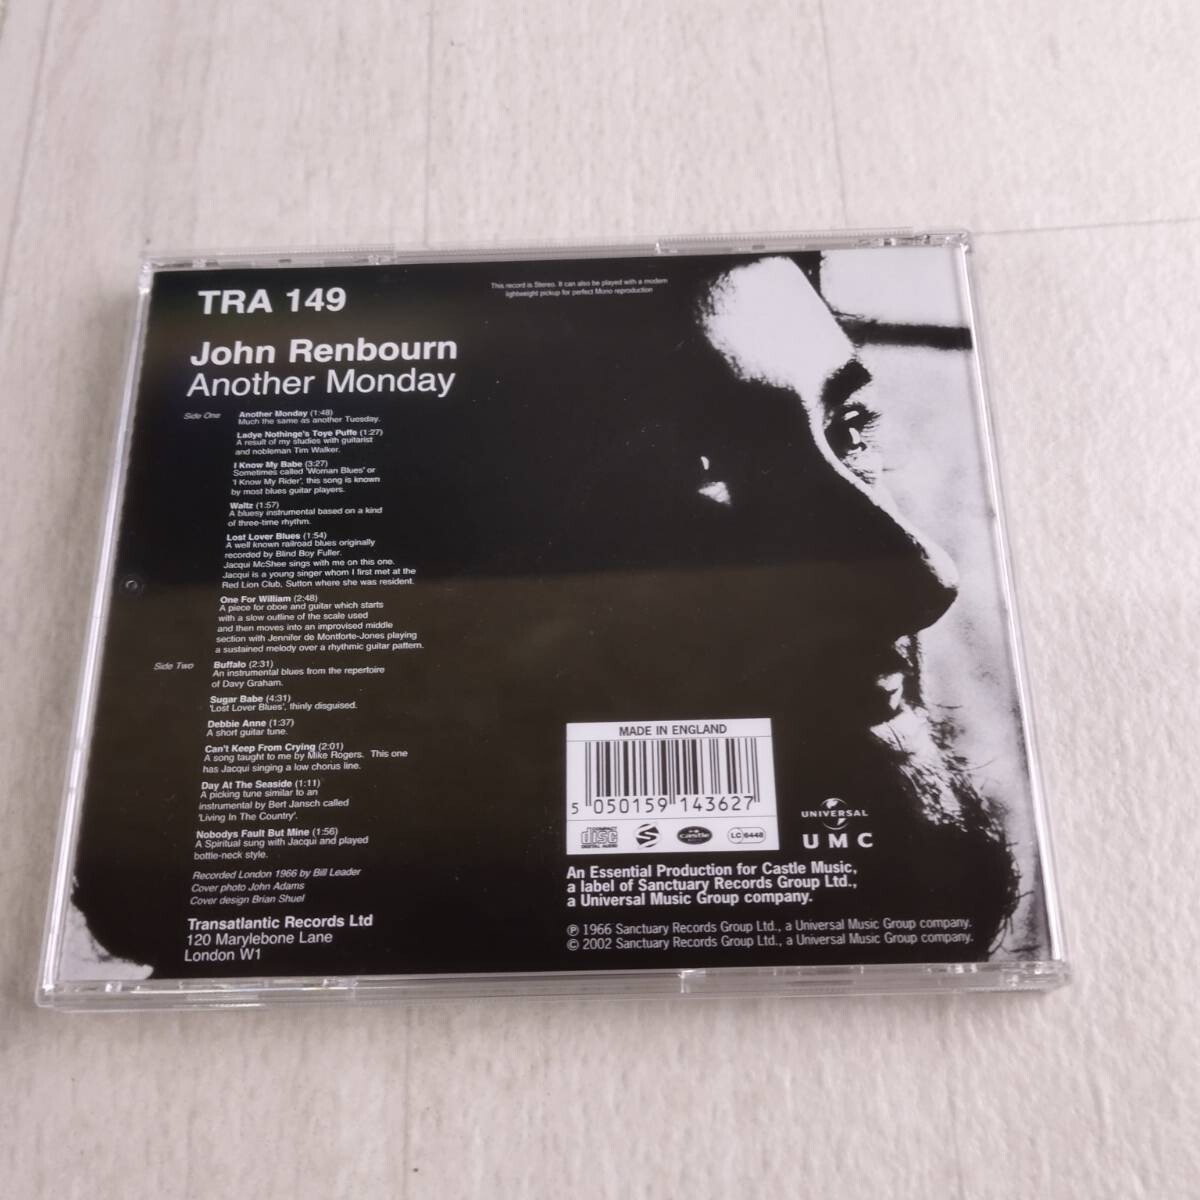 TRA 149
This record is Stereo. It can also be played with a modern
lightweight pickup for perfect Mono reproduction
John Renbourn
Another Monday
Side One
Another Monday (1:48)
Much the same as another Tuesday.
Ladye Nothinge's Toye Puffe (1:27)
A result of my studies with guitarist
and nobleman Tim Walker.
I Know My Babe (3:27)
Sometimes called 'Woman Blues' or
'I Know My Rider', this song is known
by most blues guitar players.
Waltz (1:57)
A bluesy instrumental based on a kind
of three-time rhythm.
Lost Lover Blues (1:54)
A well known railroad blues originally
recorded by Blind Boy Fuller.
Jacqui McShee sings with me on this one.
Jacqui is a young singer whom I first met at the
Red Lion Club, Sutton where she was resident.
One For William (2:48)
A piece for oboe and guitar which starts
with a slow outline of the scale used
and then moves into an improvised middle
section with Jennifer de Montforte-Jones playing
a sustained melody over a rhythmic guitar pattern.
Side Two
Buffalo (2:31)
An instrumental blues from the repertoire
of Davy Graham.
Sugar Babe (4:31)
'Lost Lover Blues', thinly disguised.
Debbie Anne (1:37)
A short guitar tune.
Can't Keep From Crying (2:01)
A song taught to me by Mike Rogers. This one
has Jacqui singing a low chorus line.
Day At The Seaside (1:11)
A picking tune similar to an
instrumental by Bert Jansch called
'Living In The Country'.
Nobodys Fault But Mine (1:56)
A Spiritual sung with Jacqui and played
bottle-neck style.
Recorded London 1966 by Bill Leader
Cover photo John Adams
Cover design Brian Shuel
Transatlantic Records Ltd
120 Marylebone Lane
London W1
MADE IN ENGLAND
5 050159 143627
disc
DIGITAL AUDIO
S
castle
LC 6448
UNIVERSAL
UMC
An Essential Production for Castle Music,
a label of Sanctuary Records Group Ltd.,
a Universal Music Group company.
℗ 1966 Sanctuary Records Group Ltd., a Universal Music Group company.
© 2002 Sanctuary Records Group Ltd., a Universal Music Group company.